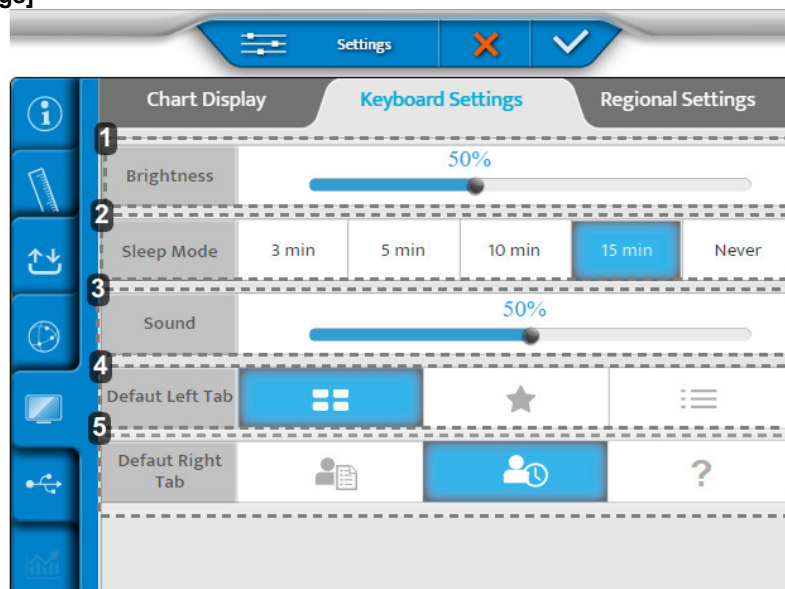 Settings
Chart Display Keyboard Settings Regional Settings
1
Brightness 50%
2
Sleep Mode 3 min 5 min 10 min 15 min Never
3
Sound 50%
4
Defaut Left Tab
5
Defaut Right
Tab ?